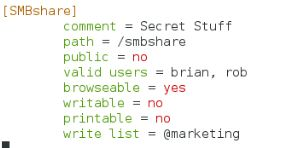 [SMBshare]
comment = Secret Stuff
path = /smbshare
public = no
valid users = brian, rob
browseable = yes
writable = no
printable = no
write list = @marketing